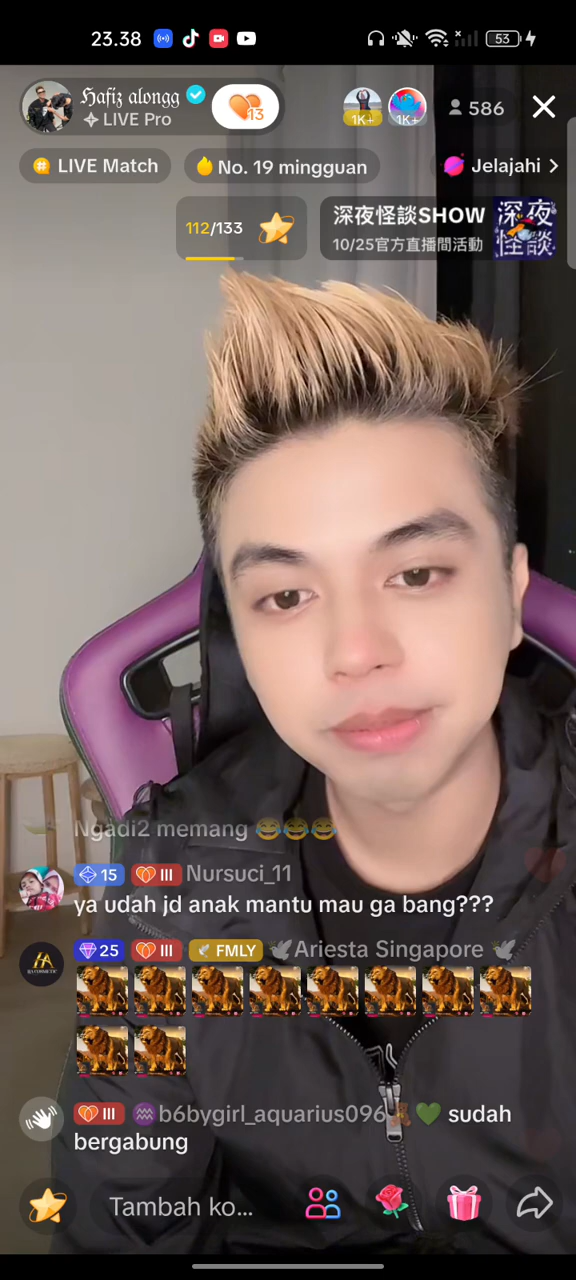 23.38
53
Hafiz alongg
LIVE Pro
13
1K+
1K+
586
LIVE Match
No. 19 mingguan
Jelajahi
112/133
深夜怪談SHOW
10/25官方直播間活動
深夜
怪談
Ngadi2 memang 😂😂😂
15 III Nursuci_11
ya udah jd anak mantu mau ga bang???
25 III FMLY 🕊Ariesta Singapore 🕊
III ♒b6bygirl_aquarius096🧸💚 sudah
bergabung
Tambah ko...